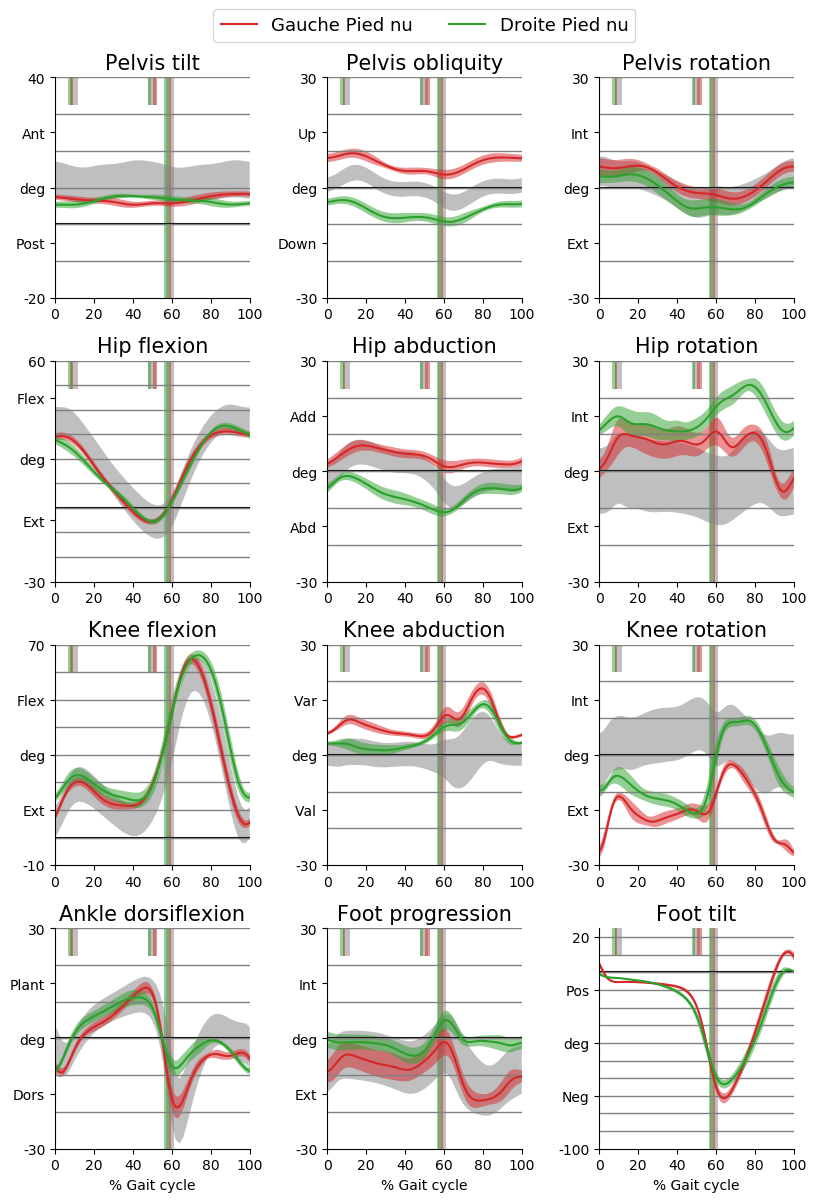 Gauche Pied nu Droite Pied nu
Pelvis tilt Pelvis obliquity Pelvis rotation
40 30 30
Ant Up Int
deg deg deg
Post Down Ext
-20 -30 -30
0 20 40 60 80 100 0 20 40 60 80 100 0 20 40 60 80 100
Hip flexion Hip abduction Hip rotation
60 30 30
Flex Add Int
deg deg deg
Ext Abd Ext
-30 -30 -30
0 20 40 60 80 100 0 20 40 60 80 100 0 20 40 60 80 100
Knee flexion Knee abduction Knee rotation
70 30 30
Flex Var Int
deg deg deg
Ext Val Ext
-10 -30 -30
0 20 40 60 80 100 0 20 40 60 80 100 0 20 40 60 80 100
Ankle dorsiflexion Foot progression Foot tilt
30 30 20
Plant Int Pos
deg deg deg
Dors Ext Neg
-30 -30 -100
0 20 40 60 80 100 0 20 40 60 80 100 0 20 40 60 80 100
% Gait cycle % Gait cycle % Gait cycle